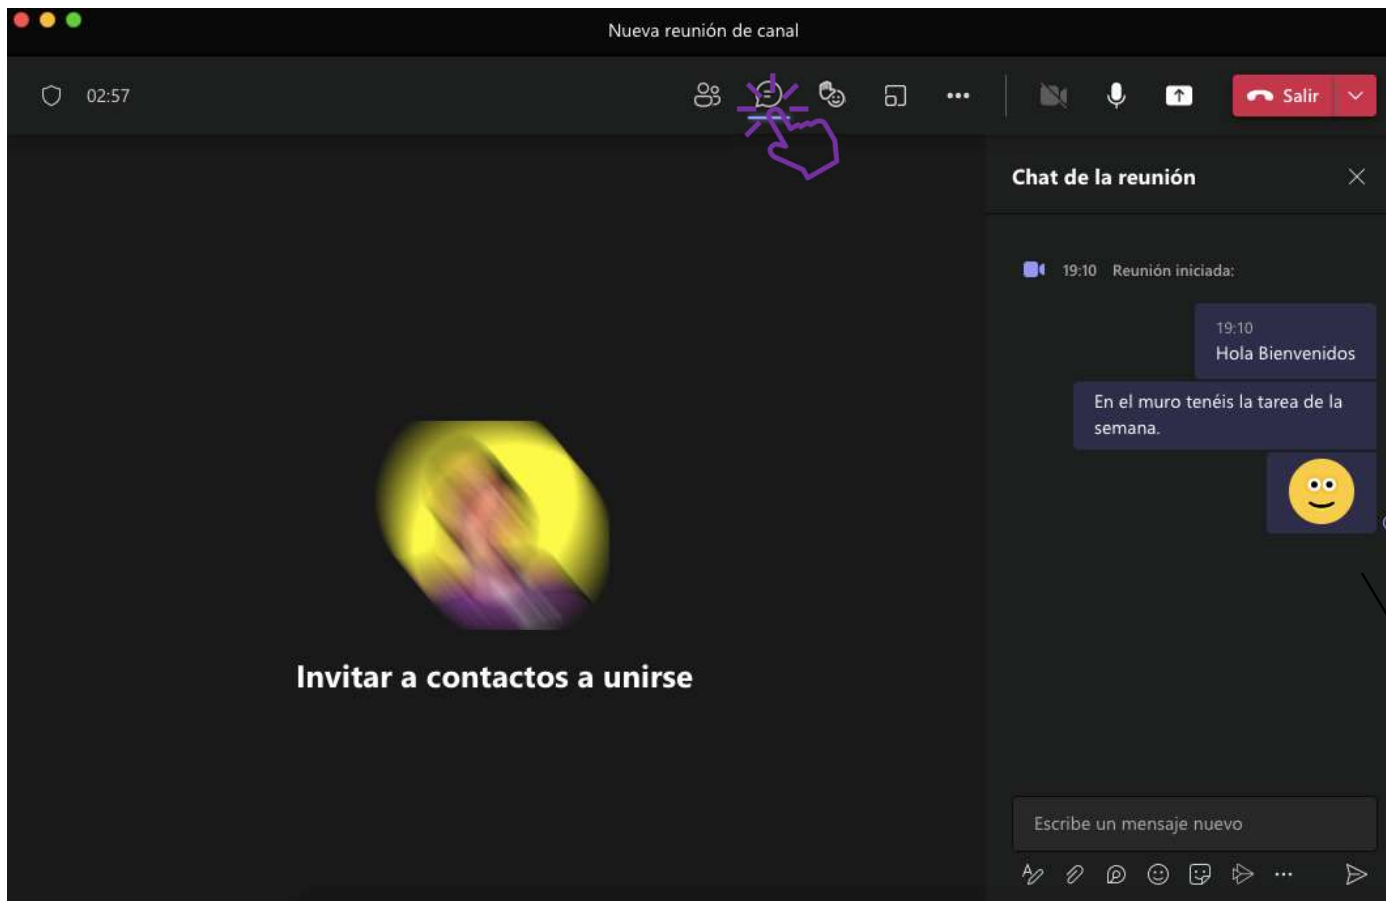 Nueva reunión de canal
02:57
Salir
Chat de la reunión
19:10 Reunión iniciada:
19:10
Hola Bienvenidos
En el muro tenéis la tarea de la
semana.
Invitar a contactos a unirse
Escribe un mensaje nuevo